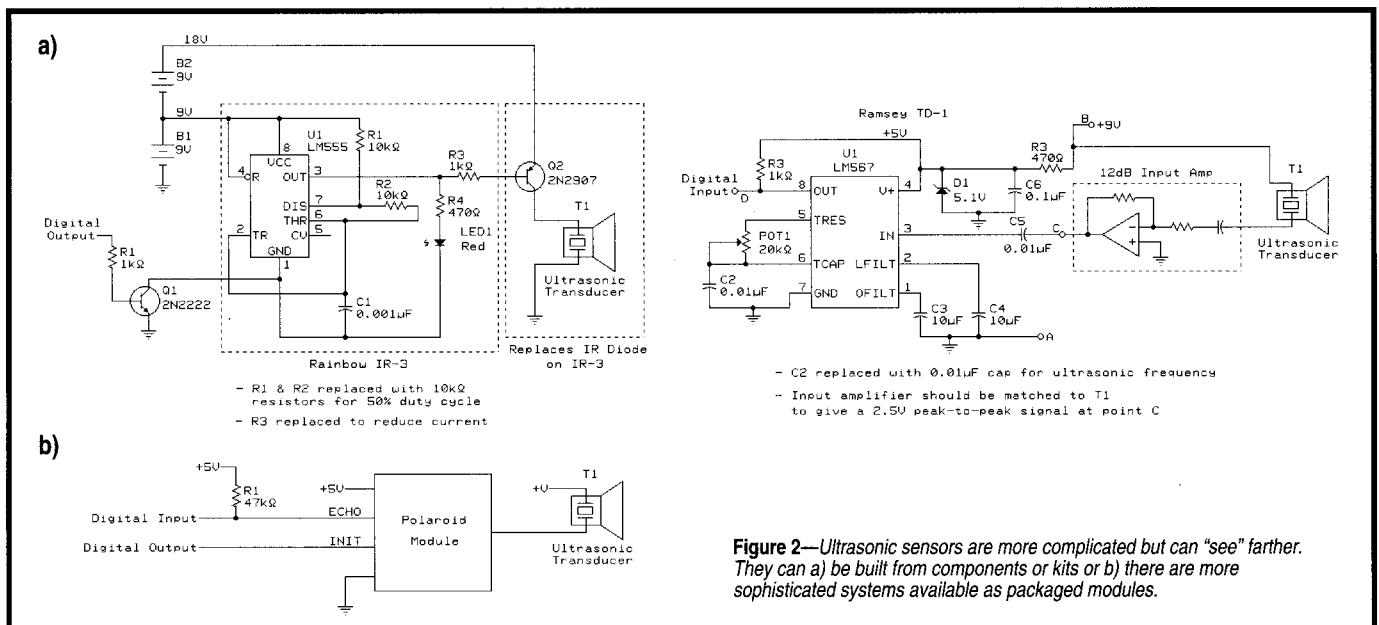 a)
18V
B2
9V
9V
B1
9V
U1
LM555
R1
10kΩ
8
VCC
4
R
OUT
3
R3
1kΩ
Q2
2N2907
R2
10kΩ
DIS
7
THR
6
2
TR
CV
5
GND
1
R4
470Ω
LED1
Red
T1
Ultrasonic
Transducer
Digital
Output
R1
1kΩ
Q1
2N2222
C1
0.001µF
Rainbow IR-3
Replaces IR Diode
on IR-3
- R1 & R2 replaced with 10kΩ
resistors for 50% duty cycle
- R3 replaced to reduce current
Ramsey TD-1
+5V
B
+9V
R3
1kΩ
U1
LM567
R3
470Ω
T1
Digital
Input
D
8
OUT
V+
4
D1
5.1V
C6
0.1µF
12dB Input Amp
5
TRES
POT1
20kΩ
IN
3
C5
0.01µF
C
-
+
Ultrasonic
Transducer
6
TCAP
LFILT
2
C2
0.01µF
7
GND
OFILT
1
C3
10µF
C4
10µF
A
- C2 replaced with 0.01µF cap for ultrasonic frequency
- Input amplifier should be matched to T1
to give a 2.5V peak-to-peak signal at point C
b)
+5V
R1
47kΩ
+5V
+V
T1
Digital Input
ECHO
Polaroid
Module
Digital Output
INIT
Ultrasonic
Transducer
Figure 2—Ultrasonic sensors are more complicated but can "see" farther.
They can a) be built from components or kits or b) there are more
sophisticated systems available as packaged modules.